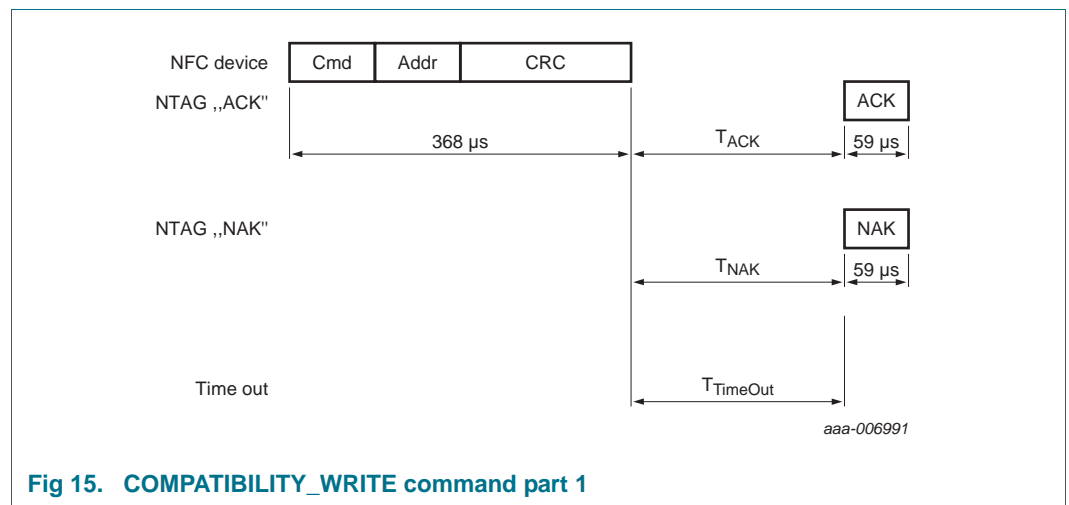 NFC device Cmd Addr CRC
NTAG ,,ACK" ACK
368 µs TACK 59 µs
NTAG ,,NAK" NAK
TNAK 59 µs
Time out TTimeOut
aaa-006991
Fig 15. COMPATIBILITY_WRITE command part 1